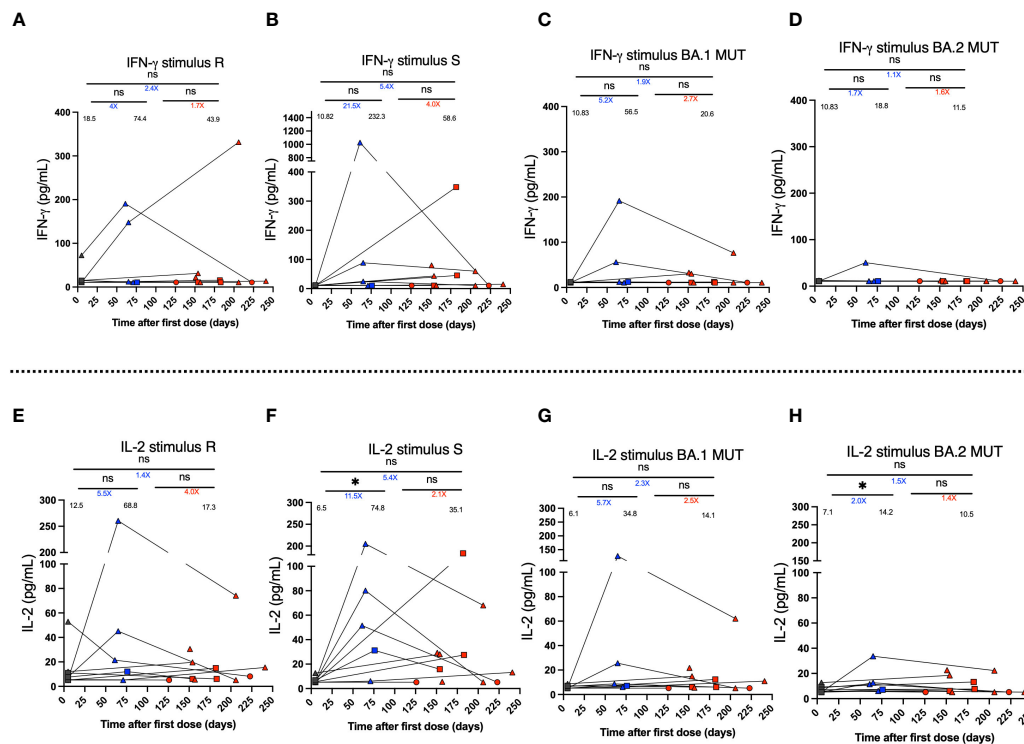 A
IFN-γ stimulus R
ns
2.4X
ns ns
4X 1.7X
18.5 74.4 43.9
400
300
200
100
0
IFN-γ (pg/mL)
0 25 50 75 100 125 150 175 200 225 250
Time after first dose (days)
B
IFN-γ stimulus S
ns
5.4X
ns ns
21.5X 4.0X
10.82 232.3 58.6
1400
1200
1000
800
400
300
200
100
0
IFN-γ (pg/mL)
0 25 50 75 100 125 150 175 200 225 250
Time after first dose (days)
C
IFN-γ stimulus BA.1 MUT
ns
1.9X
ns ns
5.2X 2.7X
10.83 56.5 20.6
400
300
200
100
0
IFN-γ (pg/mL)
0 25 50 75 100 125 150 175 200 225 250
Time after first dose (days)
D
IFN-γ stimulus BA.2 MUT
ns
1.1X
ns ns
1.7X 1.6X
10.83 18.8 11.5
400
300
200
100
0
IFN-γ (pg/mL)
0 25 50 75 100 125 150 175 200 225 250
Time after first dose (days)
E
IL-2 stimulus R
ns
1.4X
ns ns
5.5X 4.0X
12.5 68.8 17.3
300
250
200
100
80
60
40
20
0
IL-2 (pg/mL)
0 25 50 75 100 125 150 175 200 225 250
Time after first dose (days)
F
IL-2 stimulus S
ns
5.4X
* ns
11.5X 2.1X
6.5 74.8 35.1
300
250
200
150
100
80
60
40
20
0
IL-2 (pg/mL)
0 25 50 75 100 125 150 175 200 225 250
Time after first dose (days)
G
IL-2 stimulus BA.1 MUT
ns
2.3X
ns ns
5.7X 2.5X
6.1 34.8 14.1
300
250
200
150
110
100
80
60
40
20
0
IL-2 (pg/mL)
0 25 50 75 100 125 150 175 200 225 250
Time after first dose (days)
H
IL-2 stimulus BA.2 MUT
ns
1.5X
* ns
2.0X 1.4X
7.1 14.2 10.5
300
250
200
150
100
80
60
40
20
0
IL-2 (pg/mL)
0 25 50 75 100 125 150 175 200 225
Time after first dose (days)